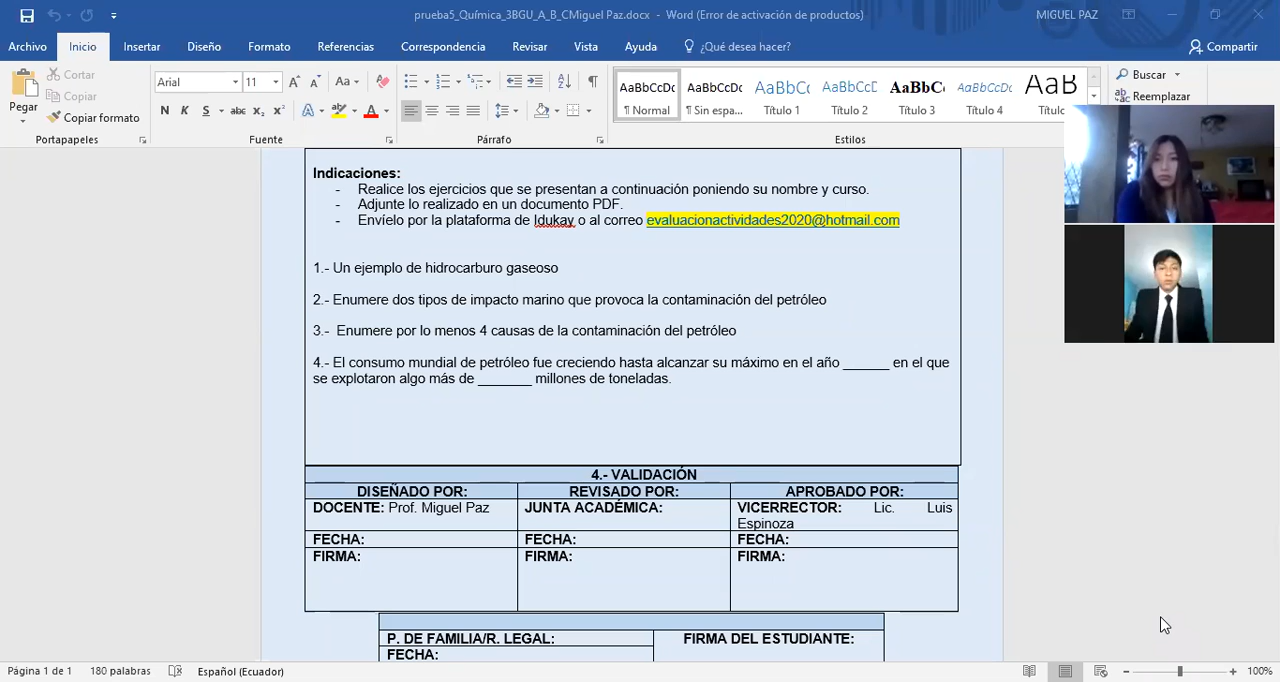 prueba5_Química_3BGU_A_B_CMiguel Paz.docx - Word (Error de activación de productos)
MIGUEL PAZ
Archivo Inicio Insertar Diseño Formato Referencias Correspondencia Revisar Vista Ayuda ¿Qué desea hacer? Compartir
Pegar
Cortar
Copiar
Copiar formato
Portapapeles
Arial 11
Fuente
Párrafo
AaBbCcDc AaBbCcDc AaBbCc AaBbCcD AaBbC AaBbCcDc AaB
¶ Normal ¶ Sin espa... Título 1 Título 2 Título 3 Título 4 Título
Estilos
Buscar
Reemplazar
Indicaciones:
- Realice los ejercicios que se presentan a continuación poniendo su nombre y curso.
- Adjunte lo realizado en un documento PDF.
- Envíelo por la plataforma de Idukay o al correo evaluacionactividades2020@hotmail.com
1.- Un ejemplo de hidrocarburo gaseoso
2.- Enumere dos tipos de impacto marino que provoca la contaminación del petróleo
3.- Enumere por lo menos 4 causas de la contaminación del petróleo
4.- El consumo mundial de petróleo fue creciendo hasta alcanzar su máximo en el año ______ en el que
se explotaron algo más de _______ millones de toneladas.
4.- VALIDACIÓN
DISEÑADO POR: REVISADO POR: APROBADO POR:
DOCENTE: Prof. Miguel Paz JUNTA ACADÉMICA: VICERRECTOR: Lic. Luis
Espinoza
FECHA: FECHA: FECHA:
FIRMA: FIRMA: FIRMA:
P. DE FAMILIA/R. LEGAL: FIRMA DEL ESTUDIANTE:
FECHA:
Página 1 de 1 180 palabras Español (Ecuador) 100%